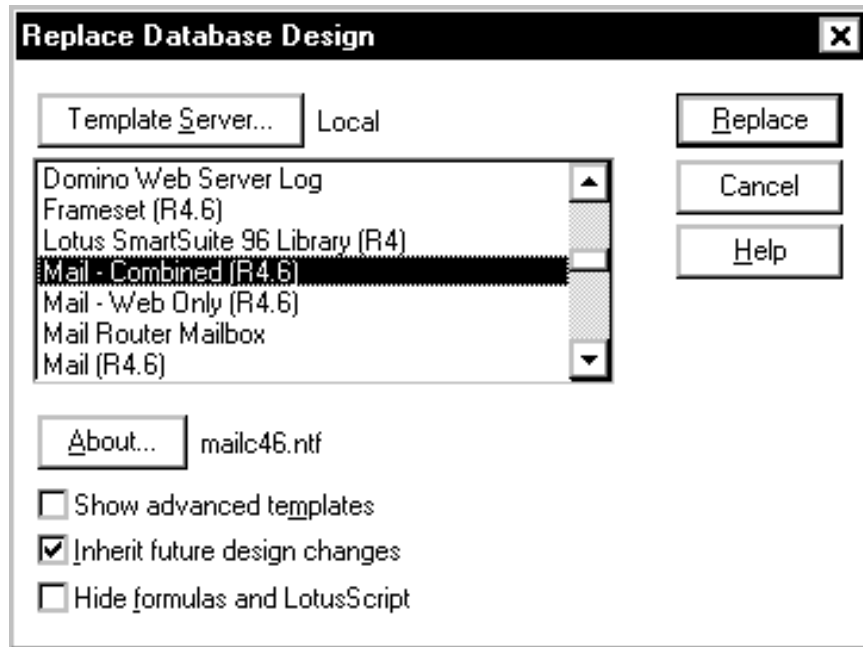 Replace Database Design
Template Server... Local
Replace
Domino Web Server Log
Frameset (R4.6)
Lotus SmartSuite 96 Library (R4)
Mail - Combined (R4.6)
Mail - Web Only (R4.6)
Mail Router Mailbox
Mail (R4.6)
Cancel
Help
About... mailc46.ntf
Show advanced templates
Inherit future design changes
Hide formulas and LotusScript